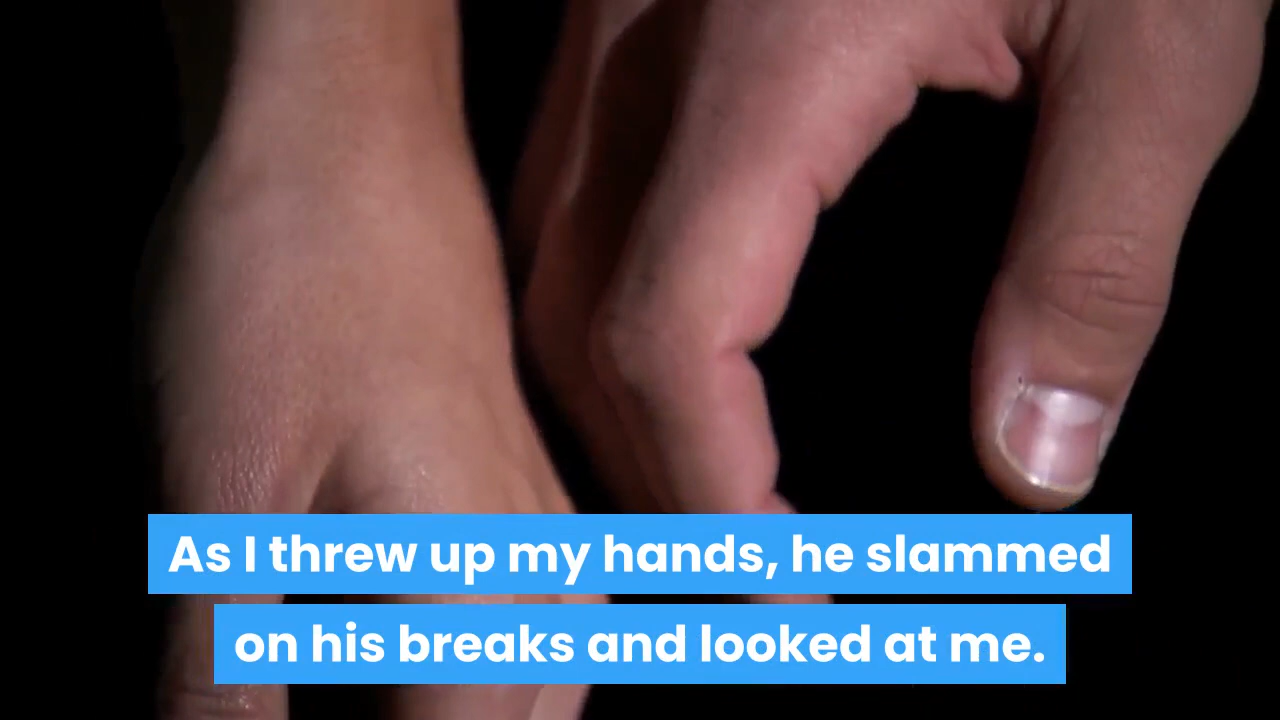 As I threw up my hands, he slammed
on his breaks and looked at me.